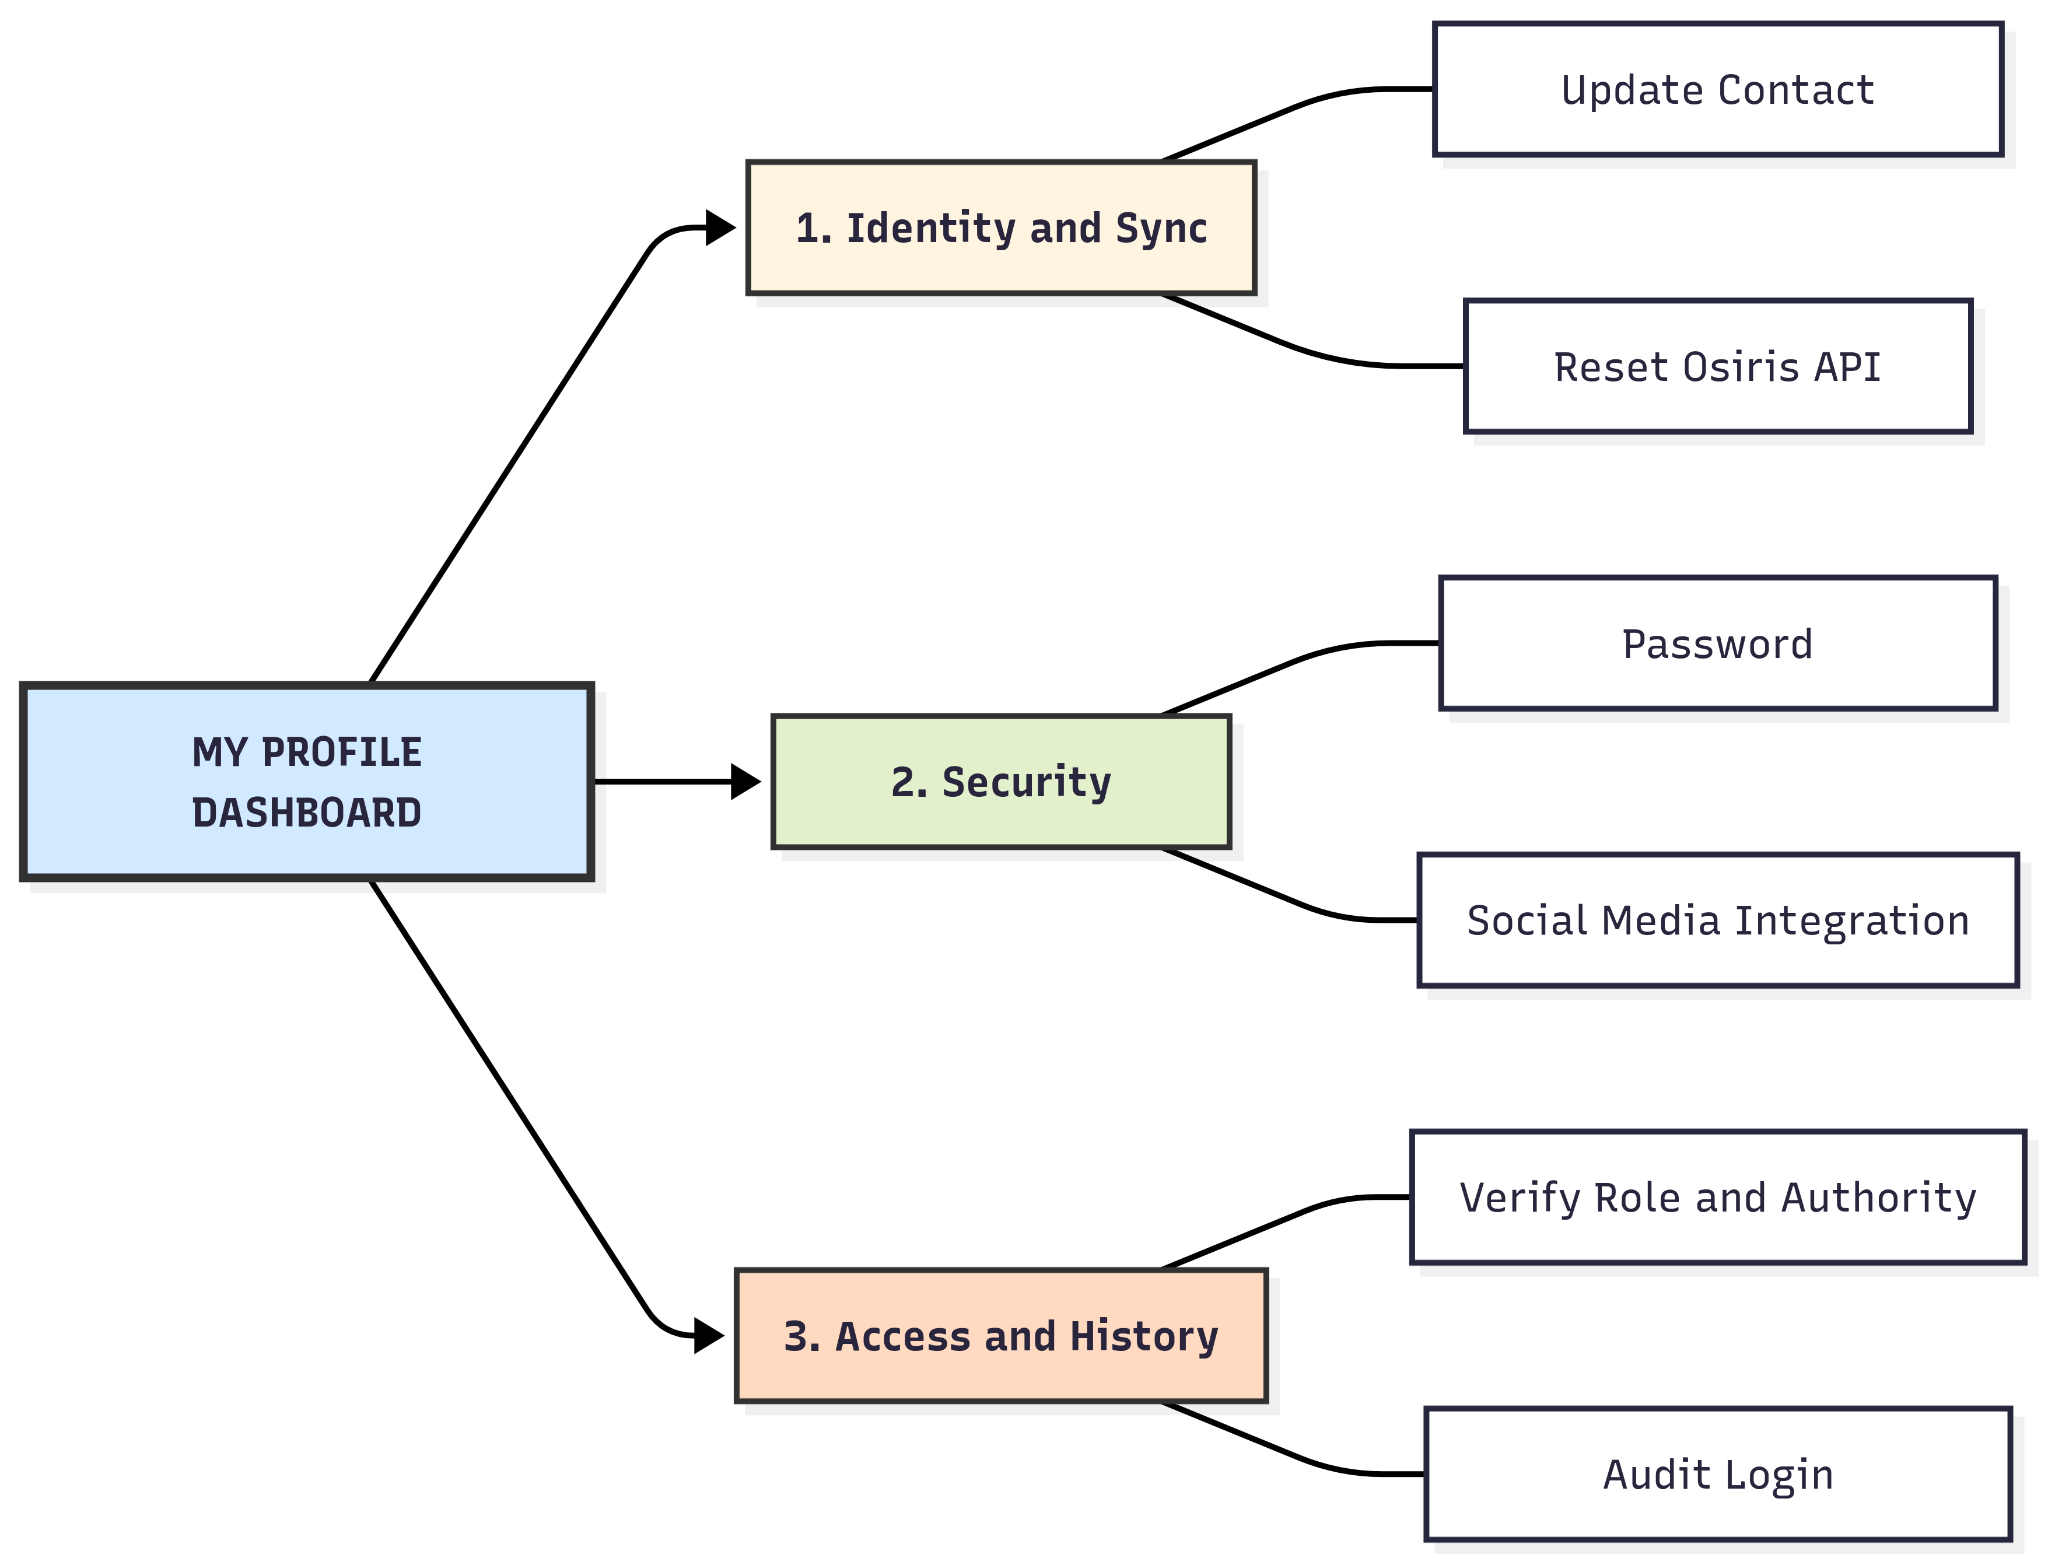 MY PROFILE
DASHBOARD
1. Identity and Sync
Update Contact
Reset Osiris API
2. Security
Password
Social Media Integration
3. Access and History
Verify Role and Authority
Audit Login